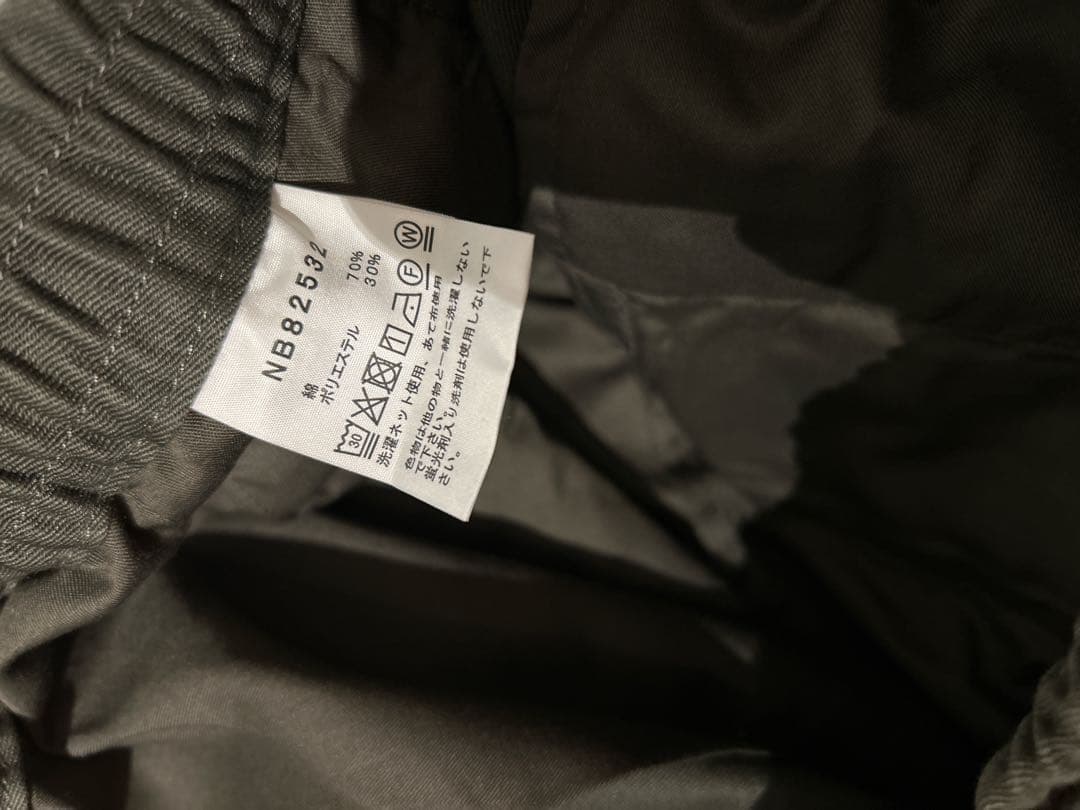 NB82532
綿 70%
ポリエステル 30%
30 F W
洗濯ネット使用、あて布使用
色物は他の物と一緒に洗濯しない
で下さい。
蛍光剤入り洗剤は使用しないで下
さい。